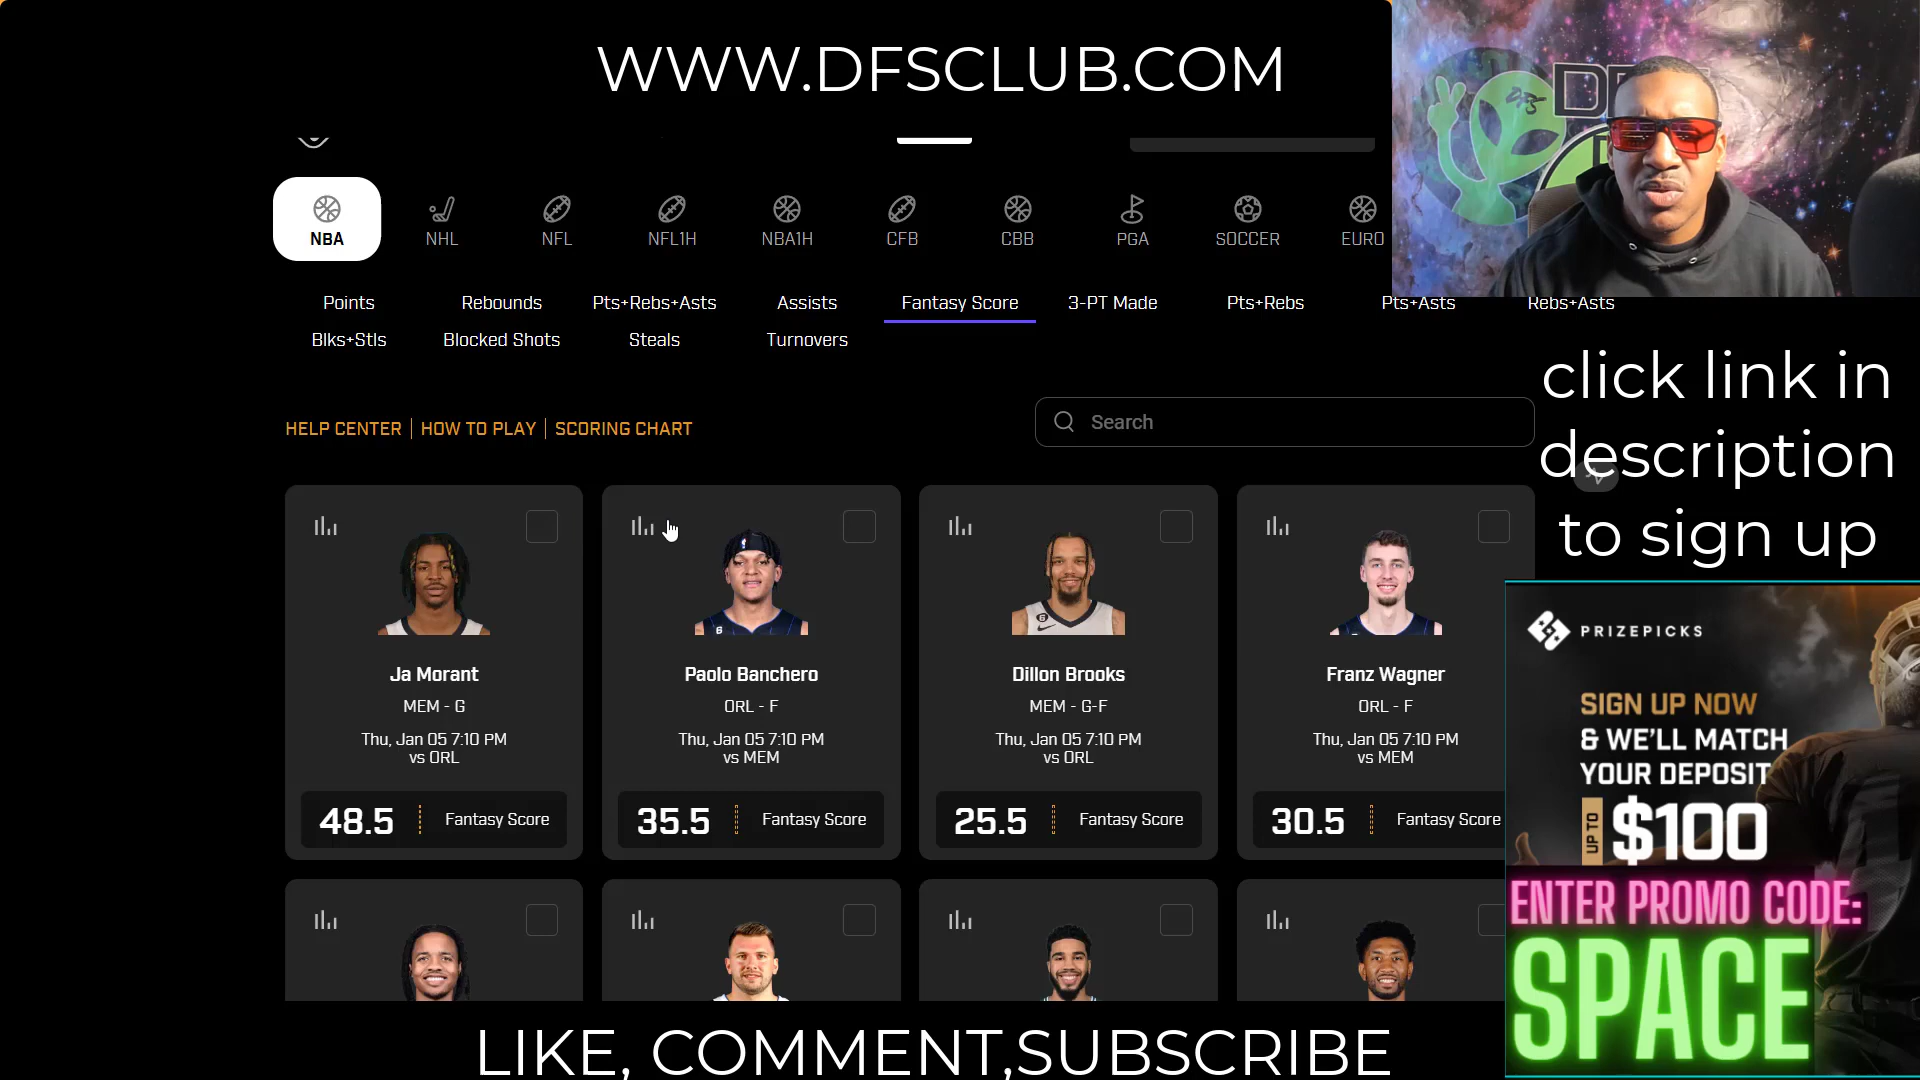 WWW.DFSCLUB.COM
NBA
NHL
NFL
NFL1H
NBA1H
CFB
CBB
PGA
SOCCER
EURO
Points
Rebounds
Pts+Rebs+Asts
Assists
Fantasy Score
3-PT Made
Pts+Rebs
Pts+Asts
Rebs+Asts
Blks+Stls
Blocked Shots
Steals
Turnovers
HELP CENTER
HOW TO PLAY
SCORING CHART
Search
click link in
description
to sign up
Ja Morant
MEM - G
Thu, Jan 05 7:10 PM
vs ORL
48.5
Fantasy Score
Paolo Banchero
ORL - F
Thu, Jan 05 7:10 PM
vs MEM
35.5
Fantasy Score
Dillon Brooks
MEM - G-F
Thu, Jan 05 7:10 PM
vs ORL
25.5
Fantasy Score
Franz Wagner
ORL - F
Thu, Jan 05 7:10 PM
vs MEM
30.5
Fantasy Score
PRIZEPICKS
SIGN UP NOW
& WE'LL MATCH
YOUR DEPOSIT
UP TO
$100
ENTER PROMO CODE:
SPACE
LIKE, COMMENT,SUBSCRIBE